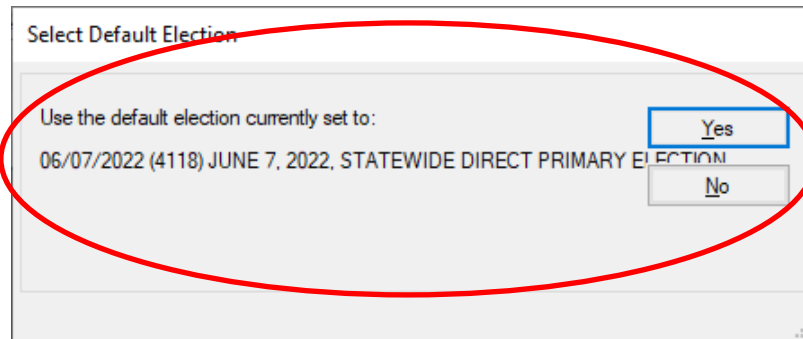 Select Default Election
Use the default election currently set to:
Yes
06/07/2022 (4118) JUNE 7, 2022, STATEWIDE DIRECT PRIMARY ELECTION
No